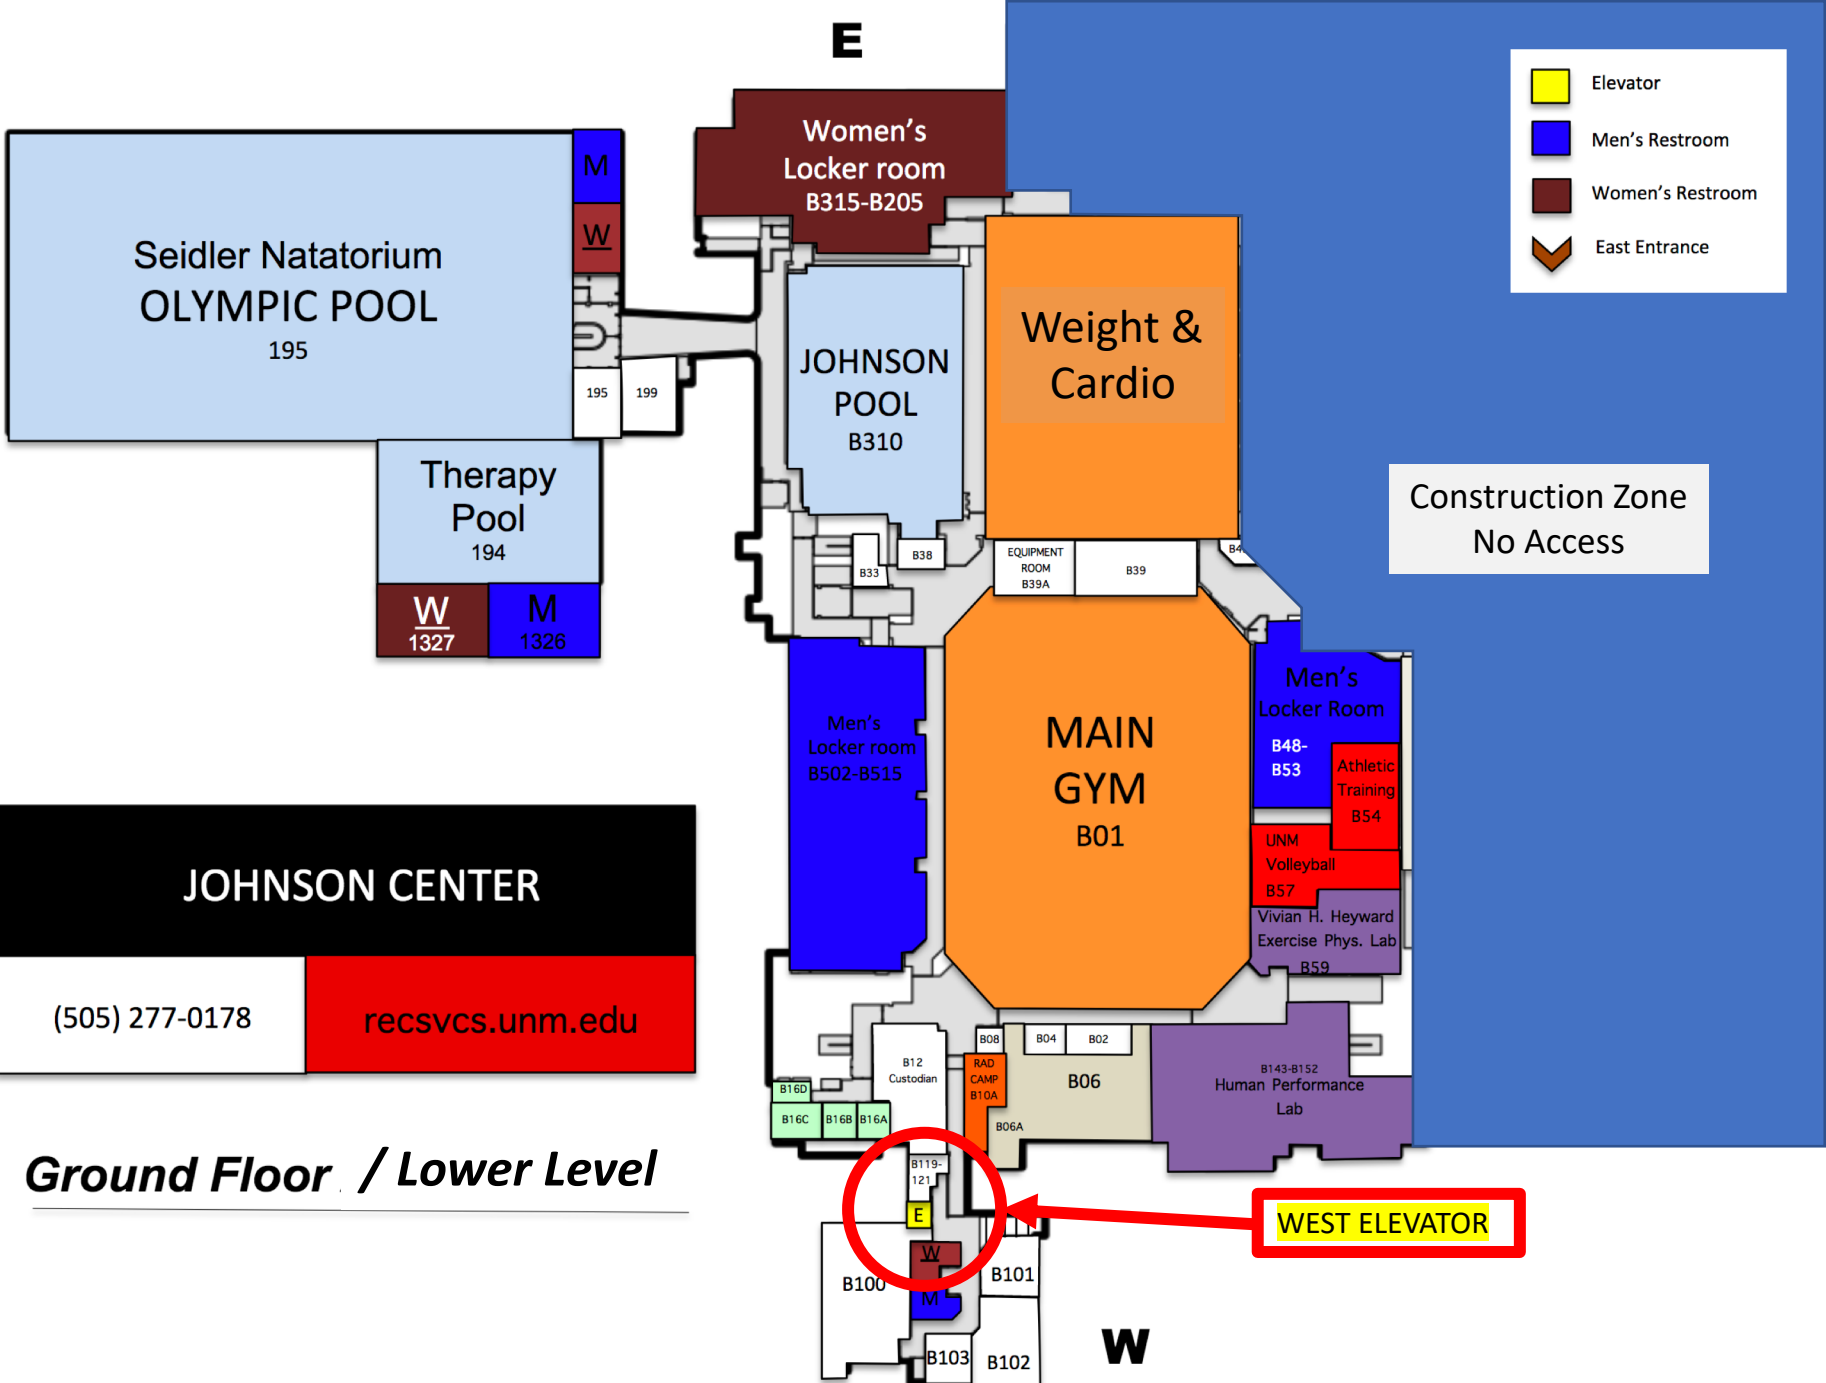 E
Elevator
Men's Restroom
Women's Restroom
East Entrance
Women's
Locker room
B315-B205
M
W
Seidler Natatorium
OLYMPIC POOL
195
195
199
JOHNSON
POOL
B310
Weight &
Cardio
Construction Zone
No Access
Therapy
Pool
194
W
1327
M
1326
B38
B33
EQUIPMENT
ROOM
B39A
B39
Men's
Locker room
B502-B515
MAIN
GYM
B01
Men's
Locker Room
B48-
B53
Athletic
Training
B54
UNM
Volleyball
B57
Vivian H. Heyward
Exercise Phys. Lab
B59
JOHNSON CENTER
(505) 277-0178
recsvcs.unm.edu
B12
Custodian
B08
B04
B02
RAD
CAMP
B10A
B06
B06A
B143-B152
Human Performance
Lab
B16D
B16C
B16B
B16A
Ground Floor / Lower Level
B119-
121
E
WEST ELEVATOR
W
M
B100
B101
B103
B102
W